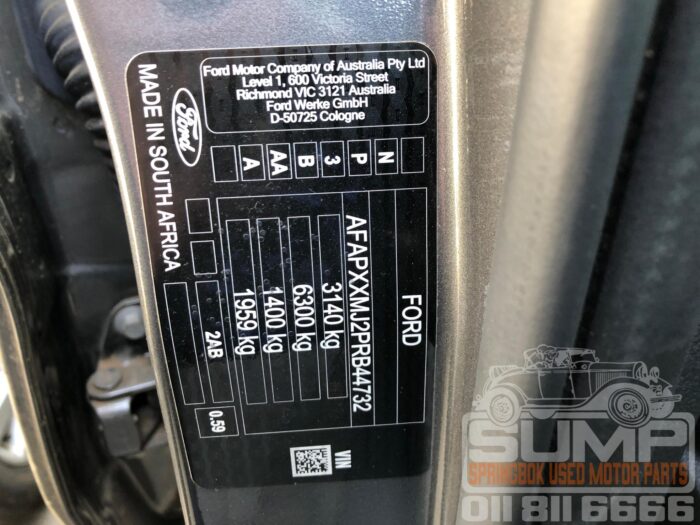 Ford Motor Company of Australia Pty Ltd
Level 1, 600 Victoria Street
Richmond VIC 3121 Australia
Ford Werke GmbH
D-50725 Cologne
Ford
MADE IN SOUTH AFRICA
A AA B 3 P N
FORD
AFAPXXMJ2PRB44732
3140 kg
6300 kg
1400 kg
1959 kg
2AB
0.59
VIN
SUMP
SPRINGBOK USED MOTOR PARTS
011 811 6666